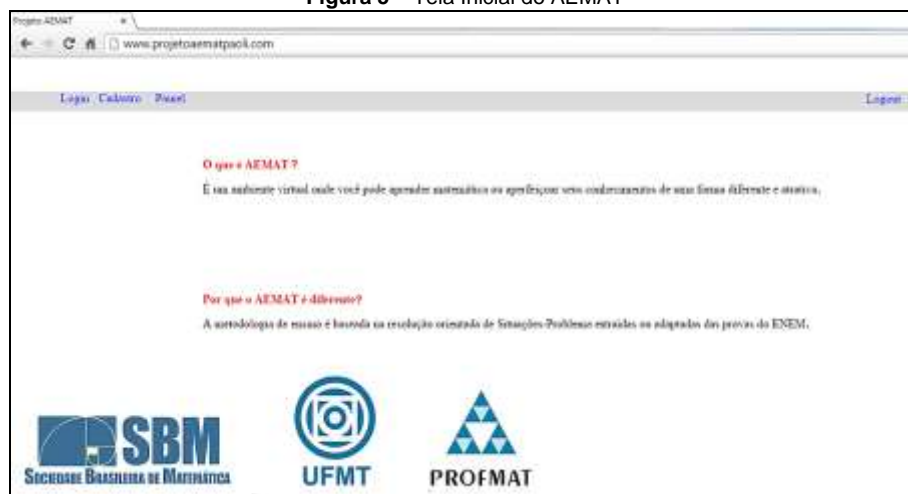 Figura 5 – Tela Inicial do AEMAT
Projeto AEMAT
www.projetoaematpaoli.com
Login Cadastro Painel Logout
O que é AEMAT ?
É um ambiente virtual onde você pode aprender matemática ou aperfeiçoar seus conhecimentos de uma forma diferente e atrativa.
Por que o AEMAT é diferente?
A metodologia de ensino é baseada na resolução orientada de Situações-Problema extraídas ou adaptadas das provas do ENEM.
SBM
SOCIEDADE BRASILEIRA DE MATEMÁTICA
UFMT
PROFMAT